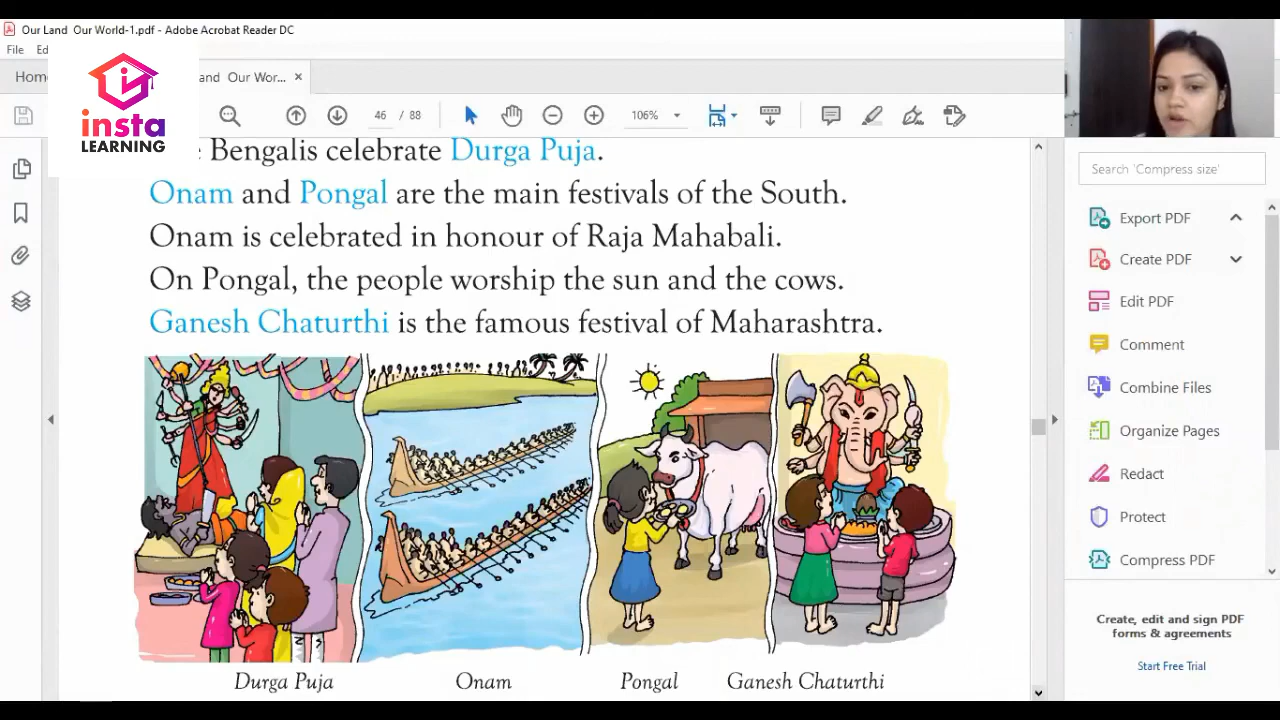 Our Land Our World-1.pdf - Adobe Acrobat Reader DC
File
Hom
and Our Wor... ×
insta
LEARNING
46 / 88
106%
Bengalis celebrate Durga Puja.
Onam and Pongal are the main festivals of the South.
Onam is celebrated in honour of Raja Mahabali.
On Pongal, the people worship the sun and the cows.
Ganesh Chaturthi is the famous festival of Maharashtra.
Durga Puja Onam Pongal Ganesh Chaturthi
Search 'Compress size'
Export PDF
Create PDF
Edit PDF
Comment
Combine Files
Organize Pages
Redact
Protect
Compress PDF
Create, edit and sign PDF
forms & agreements
Start Free Trial